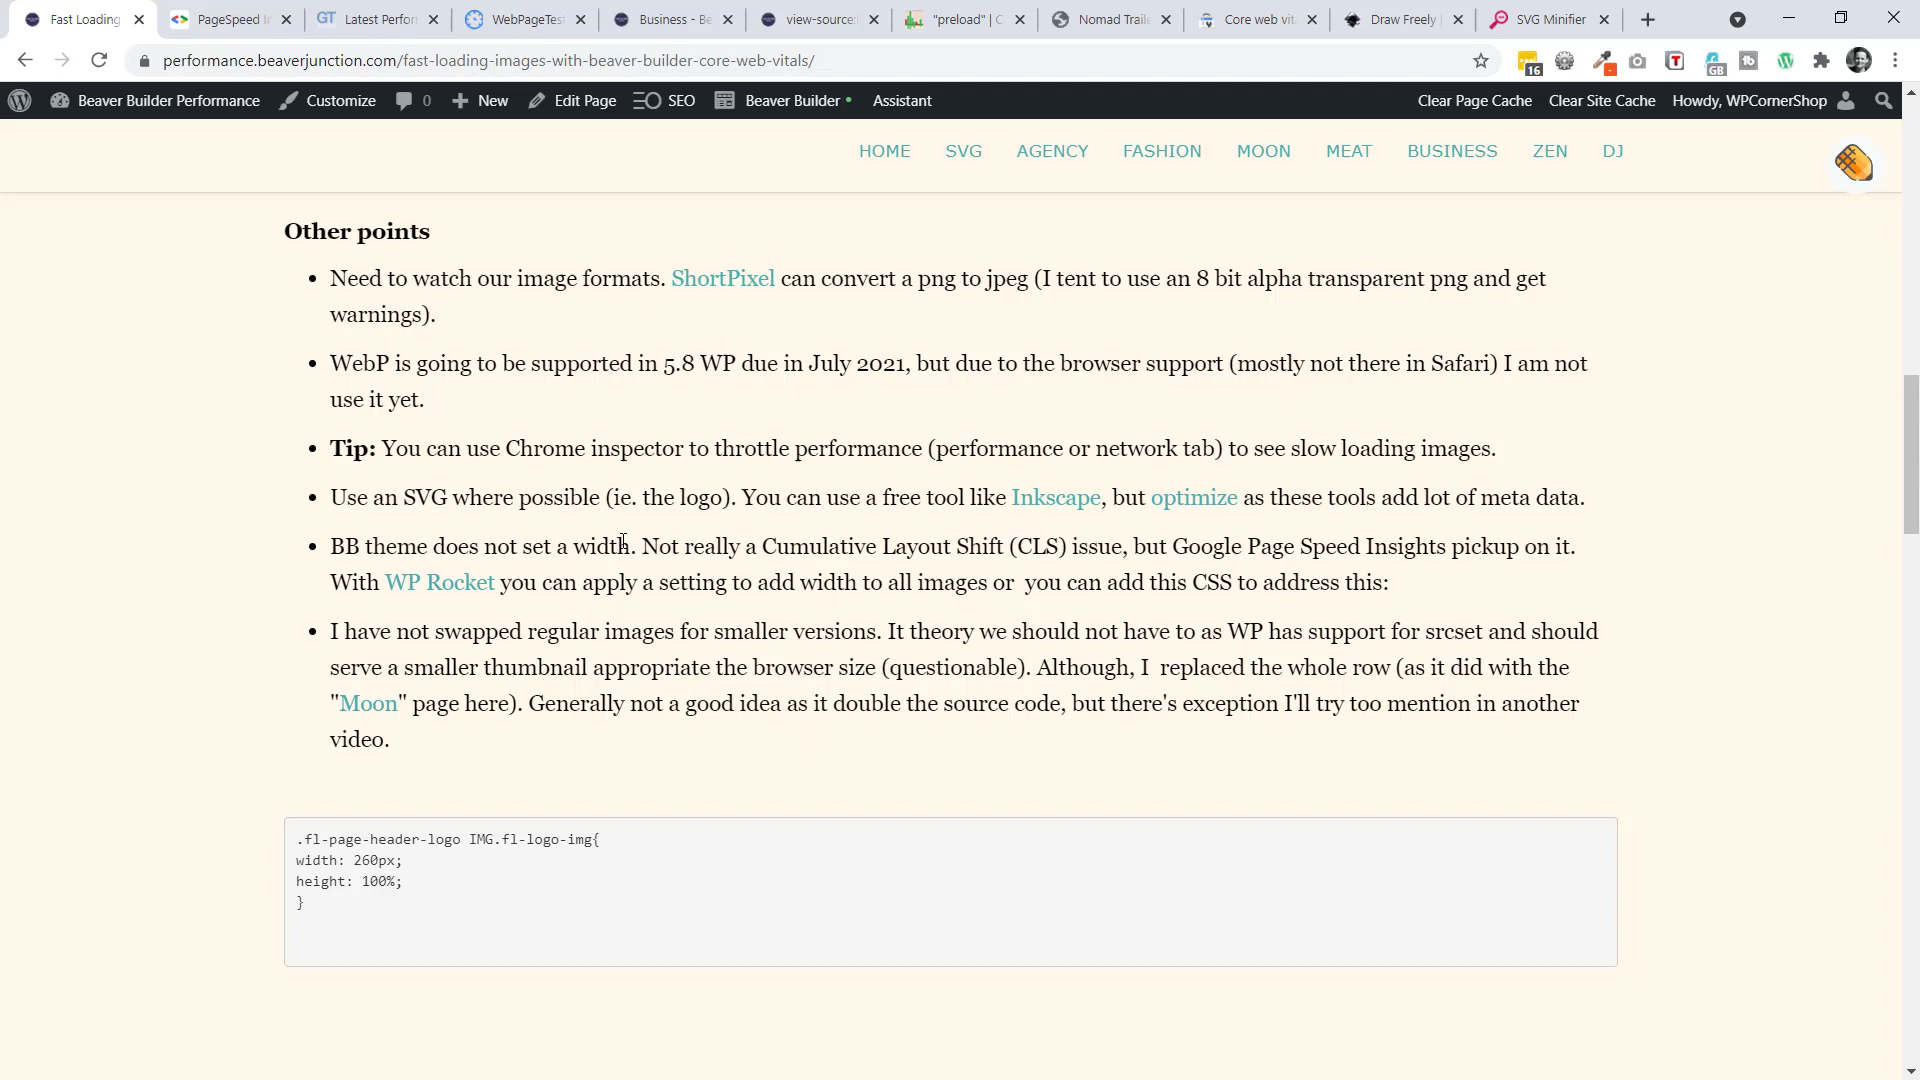 Fast Loading
PageSpeed I
GT Latest Perfor
WebPageTes
Business - Be
view-source:
"preload" | C
Nomad Traile
Core web vit
Draw Freely
SVG Minifier
performance.beaverjunction.com/fast-loading-images-with-beaver-builder-core-web-vitals/
16
T
GB
Beaver Builder Performance Customize 0 New Edit Page SEO Beaver Builder Assistant Clear Page Cache Clear Site Cache Howdy, WPCornerShop
HOME SVG AGENCY FASHION MOON MEAT BUSINESS ZEN DJ
Other points
• Need to watch our image formats. ShortPixel can convert a png to jpeg (I tent to use an 8 bit alpha transparent png and get
warnings).
• WebP is going to be supported in 5.8 WP due in July 2021, but due to the browser support (mostly not there in Safari) I am not
use it yet.
• Tip: You can use Chrome inspector to throttle performance (performance or network tab) to see slow loading images.
• Use an SVG where possible (ie. the logo). You can use a free tool like Inkscape, but optimize as these tools add lot of meta data.
• BB theme does not set a width. Not really a Cumulative Layout Shift (CLS) issue, but Google Page Speed Insights pickup on it.
With WP Rocket you can apply a setting to add width to all images or you can add this CSS to address this:
• I have not swapped regular images for smaller versions. It theory we should not have to as WP has support for srcset and should
serve a smaller thumbnail appropriate the browser size (questionable). Although, I replaced the whole row (as it did with the
"Moon" page here). Generally not a good idea as it double the source code, but there's exception I'll try too mention in another
video.
.fl-page-header-logo IMG.fl-logo-img{
width: 260px;
height: 100%;
}